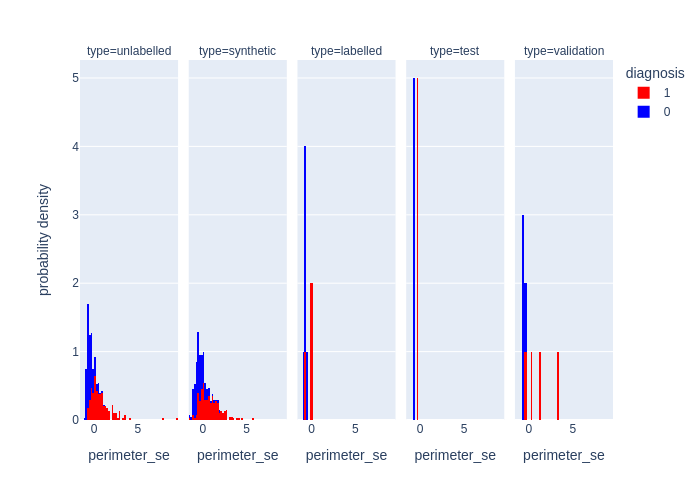 type=unlabelled type=synthetic type=labelled type=test type=validation
diagnosis
1
0
5
4
3
2
1
0
probability density
0 5 0 5 0 5 0 5 0 5
perimeter_se perimeter_se perimeter_se perimeter_se perimeter_se